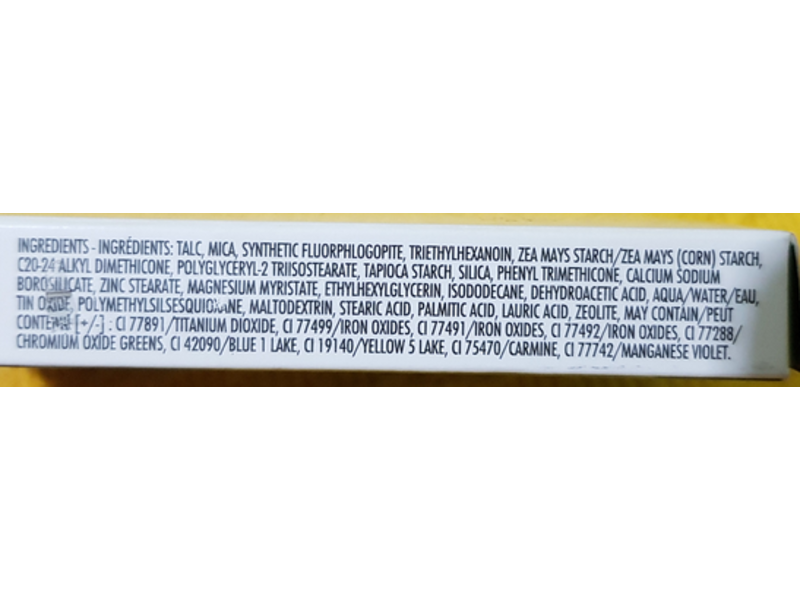 INGREDIENTS - INGRÉDIENTS: TALC, MICA, SYNTHETIC FLUORPHLOGOPITE, TRIETHYLHEXANOIN, ZEA MAYS STARCH/ZEA MAYS (CORN) STARCH,
C20-24 ALKYL DIMETHICONE, POLYGLYCERYL-2 TRIISOSTEARATE, TAPIOCA STARCH, SILICA, PHENYL TRIMETHICONE, CALCIUM SODIUM
BOROSILICATE, ZINC STEARATE, MAGNESIUM MYRISTATE, ETHYLHEXYLGLYCERIN, ISODODECANE, DEHYDROACETIC ACID, AQUA/WATER/EAU,
TIN OXIDE, POLYMETHYLSILSESQUIOXANE, MALTODEXTRIN, STEARIC ACID, PALMITIC ACID, LAURIC ACID, ZEOLITE, MAY CONTAIN/PEUT
CONTENIR [+/-] : CI 77891/TITANIUM DIOXIDE, CI 77499/IRON OXIDES, CI 77491/IRON OXIDES, CI 77492/IRON OXIDES, CI 77288/
CHROMIUM OXIDE GREENS, CI 42090/BLUE 1 LAKE, CI 19140/YELLOW 5 LAKE, CI 75470/CARMINE, CI 77742/MANGANESE VIOLET.